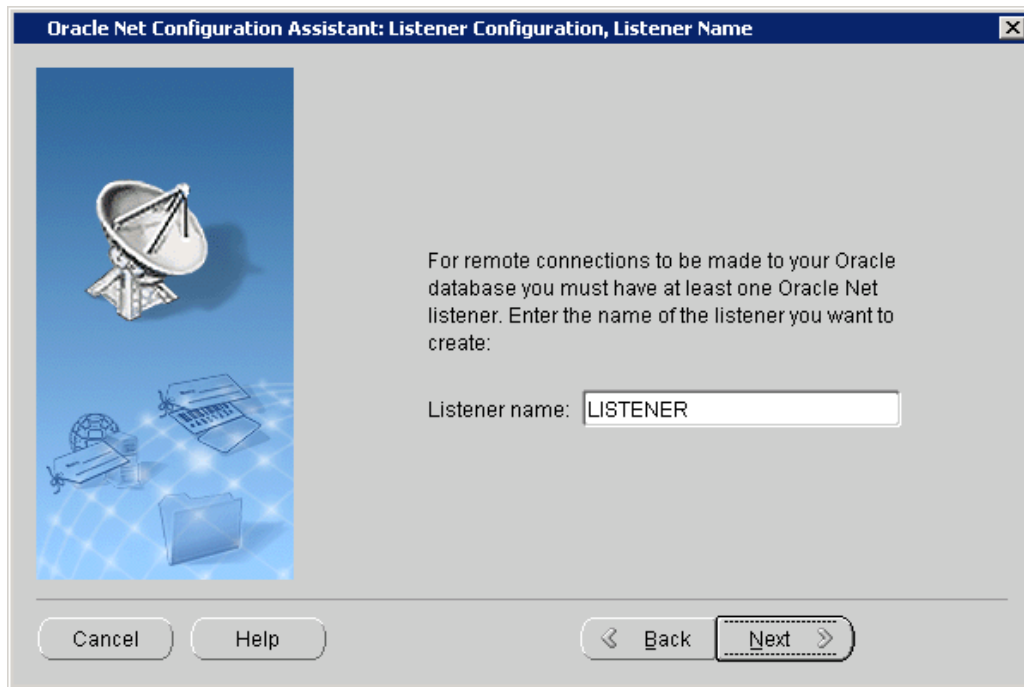 Oracle Net Configuration Assistant: Listener Configuration, Listener Name
For remote connections to be made to your Oracle
database you must have at least one Oracle Net
listener. Enter the name of the listener you want to
create:
Listener name: LISTENER
Cancel Help Back Next